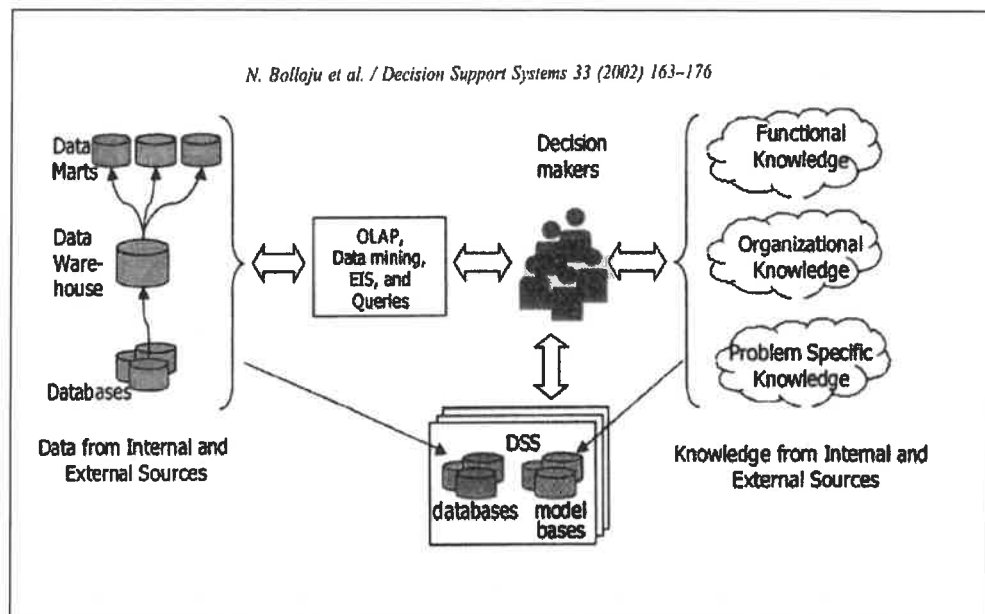 N. Bolloju et al. / Decision Support Systems 33 (2002) 163–176
Data
Marts
Data
Ware-
house
Databases
Data from Internal and
External Sources
OLAP,
Data mining,
EIS, and
Queries
Decision
makers
DSS
databases
model
bases
Functional
Knowledge
Organizational
Knowledge
Problem Specific
Knowledge
Knowledge from Internal and
External Sources